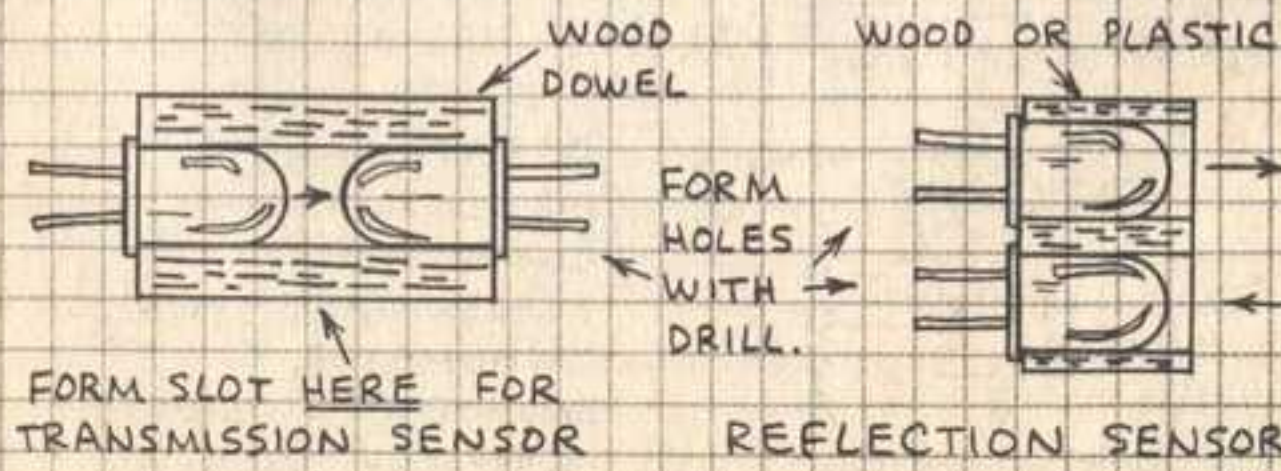 WOOD
DOWEL
WOOD OR PLASTIC
FORM
HOLES
WITH
DRILL.
FORM SLOT HERE FOR
TRANSMISSION SENSOR
REFLECTION SENSOR